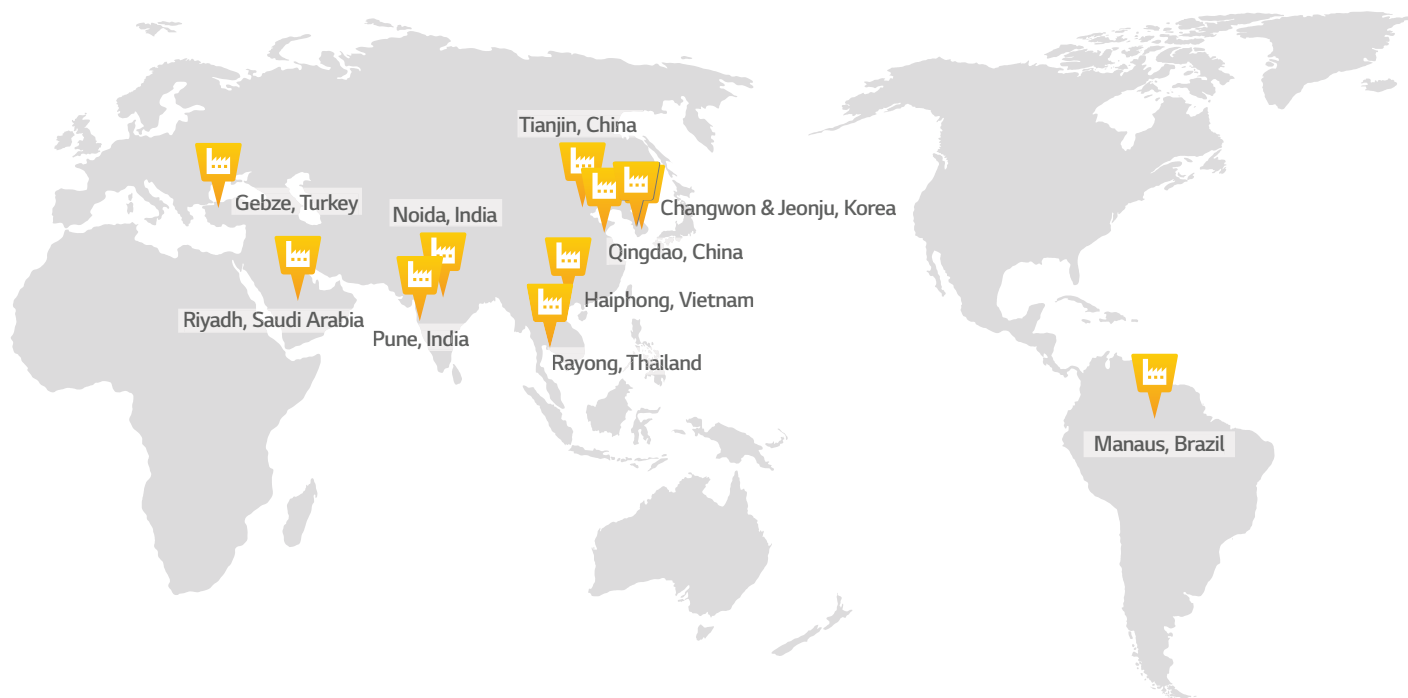 Tianjin, China
Gebze, Turkey
Noida, India
Changwon & Jeonju, Korea
Qingdao, China
Riyadh, Saudi Arabia
Haiphong, Vietnam
Pune, India
Rayong, Thailand
Manaus, Brazil